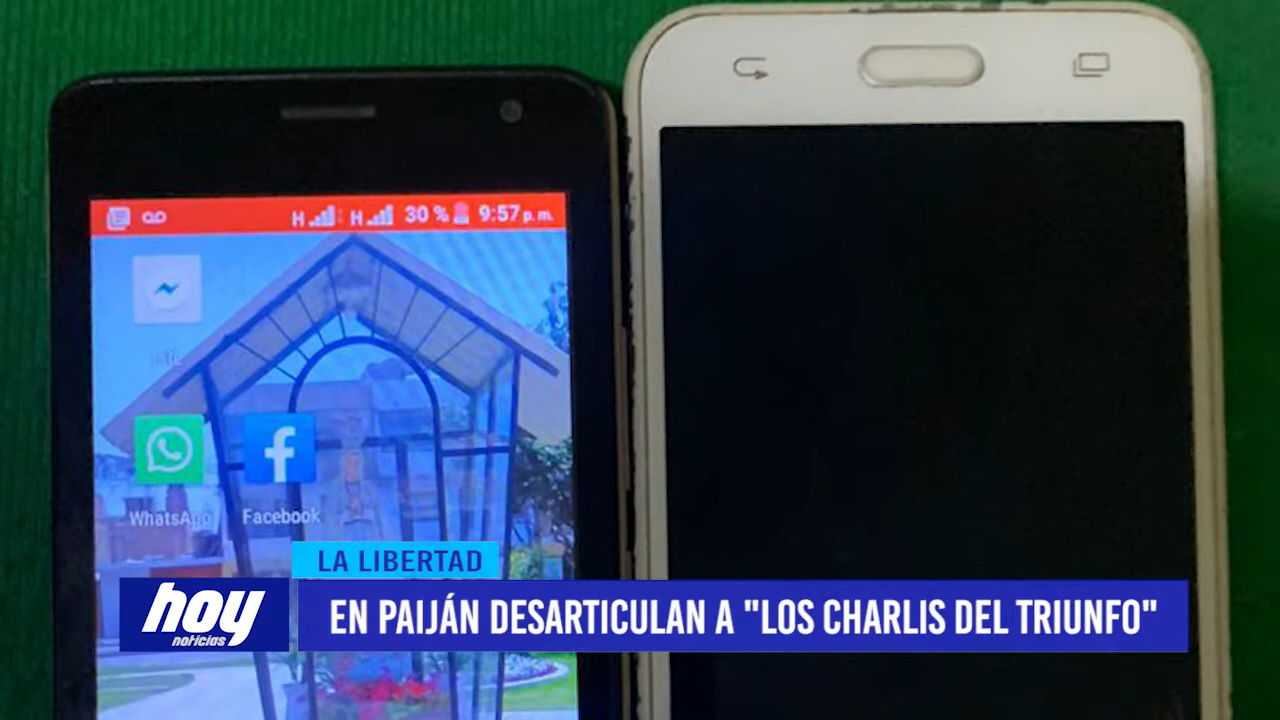 H H 30 % 9:57 p. m.
WhatsApp Facebook
LA LIBERTAD
hoy
noticias
EN PAIJÁN DESARTICULAN A "LOS CHARLIS DEL TRIUNFO"